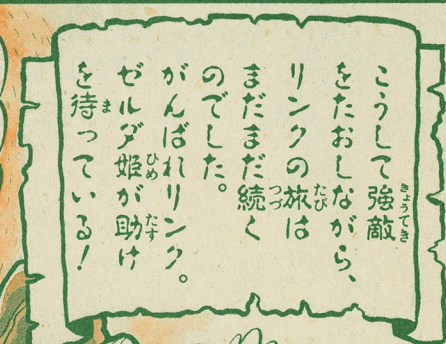 こうして強敵
をたおしながら、
リンクの旅は
まだまだ続く
のでした。
がんばれリンク。
ゼルダ姫が助け
を待っている!